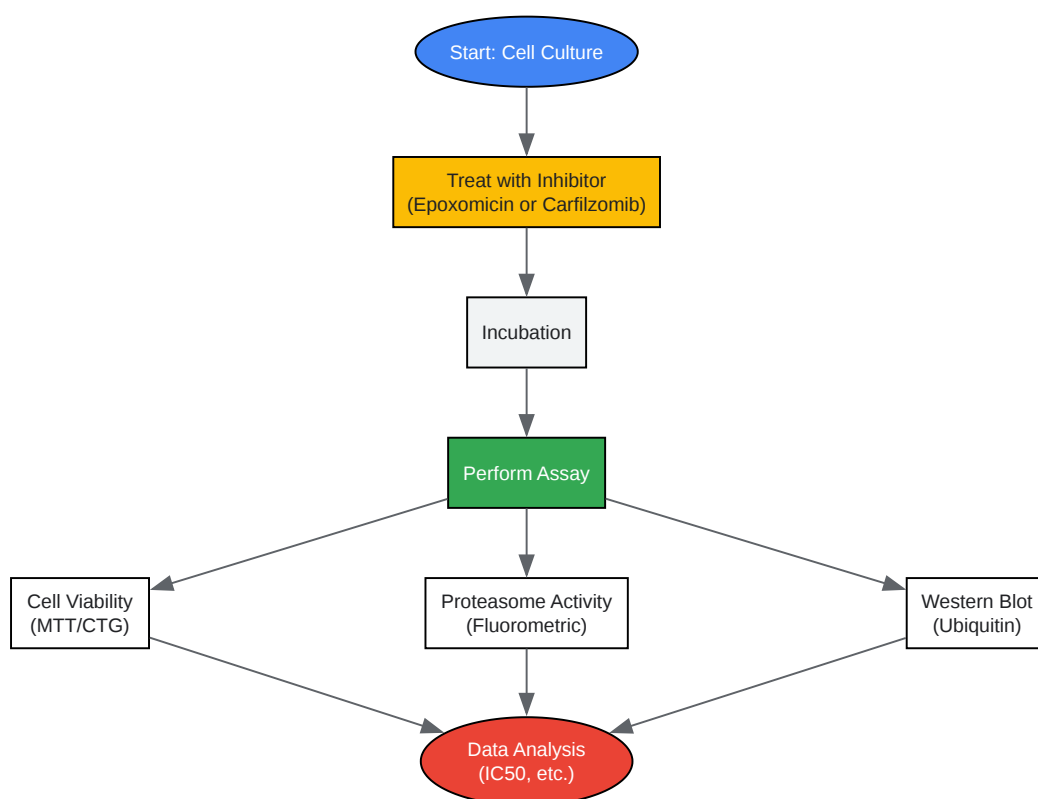 Start: Cell Culture
Treat with Inhibitor
(Epoxomicin or Carfilzomib)
Incubation
Perform Assay
Cell Viability
(MTT/CTG)
Proteasome Activity
(Fluorometric)
Western Blot
(Ubiquitin)
Data Analysis
(IC50, etc.)